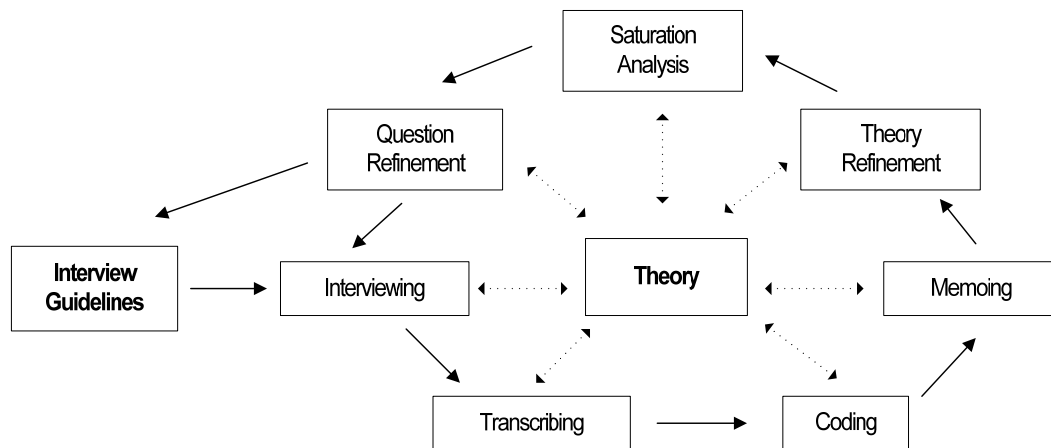 Saturation
Analysis
Question
Refinement
Theory
Refinement
Interview
Guidelines
Interviewing
Theory
Memoing
Transcribing
Coding